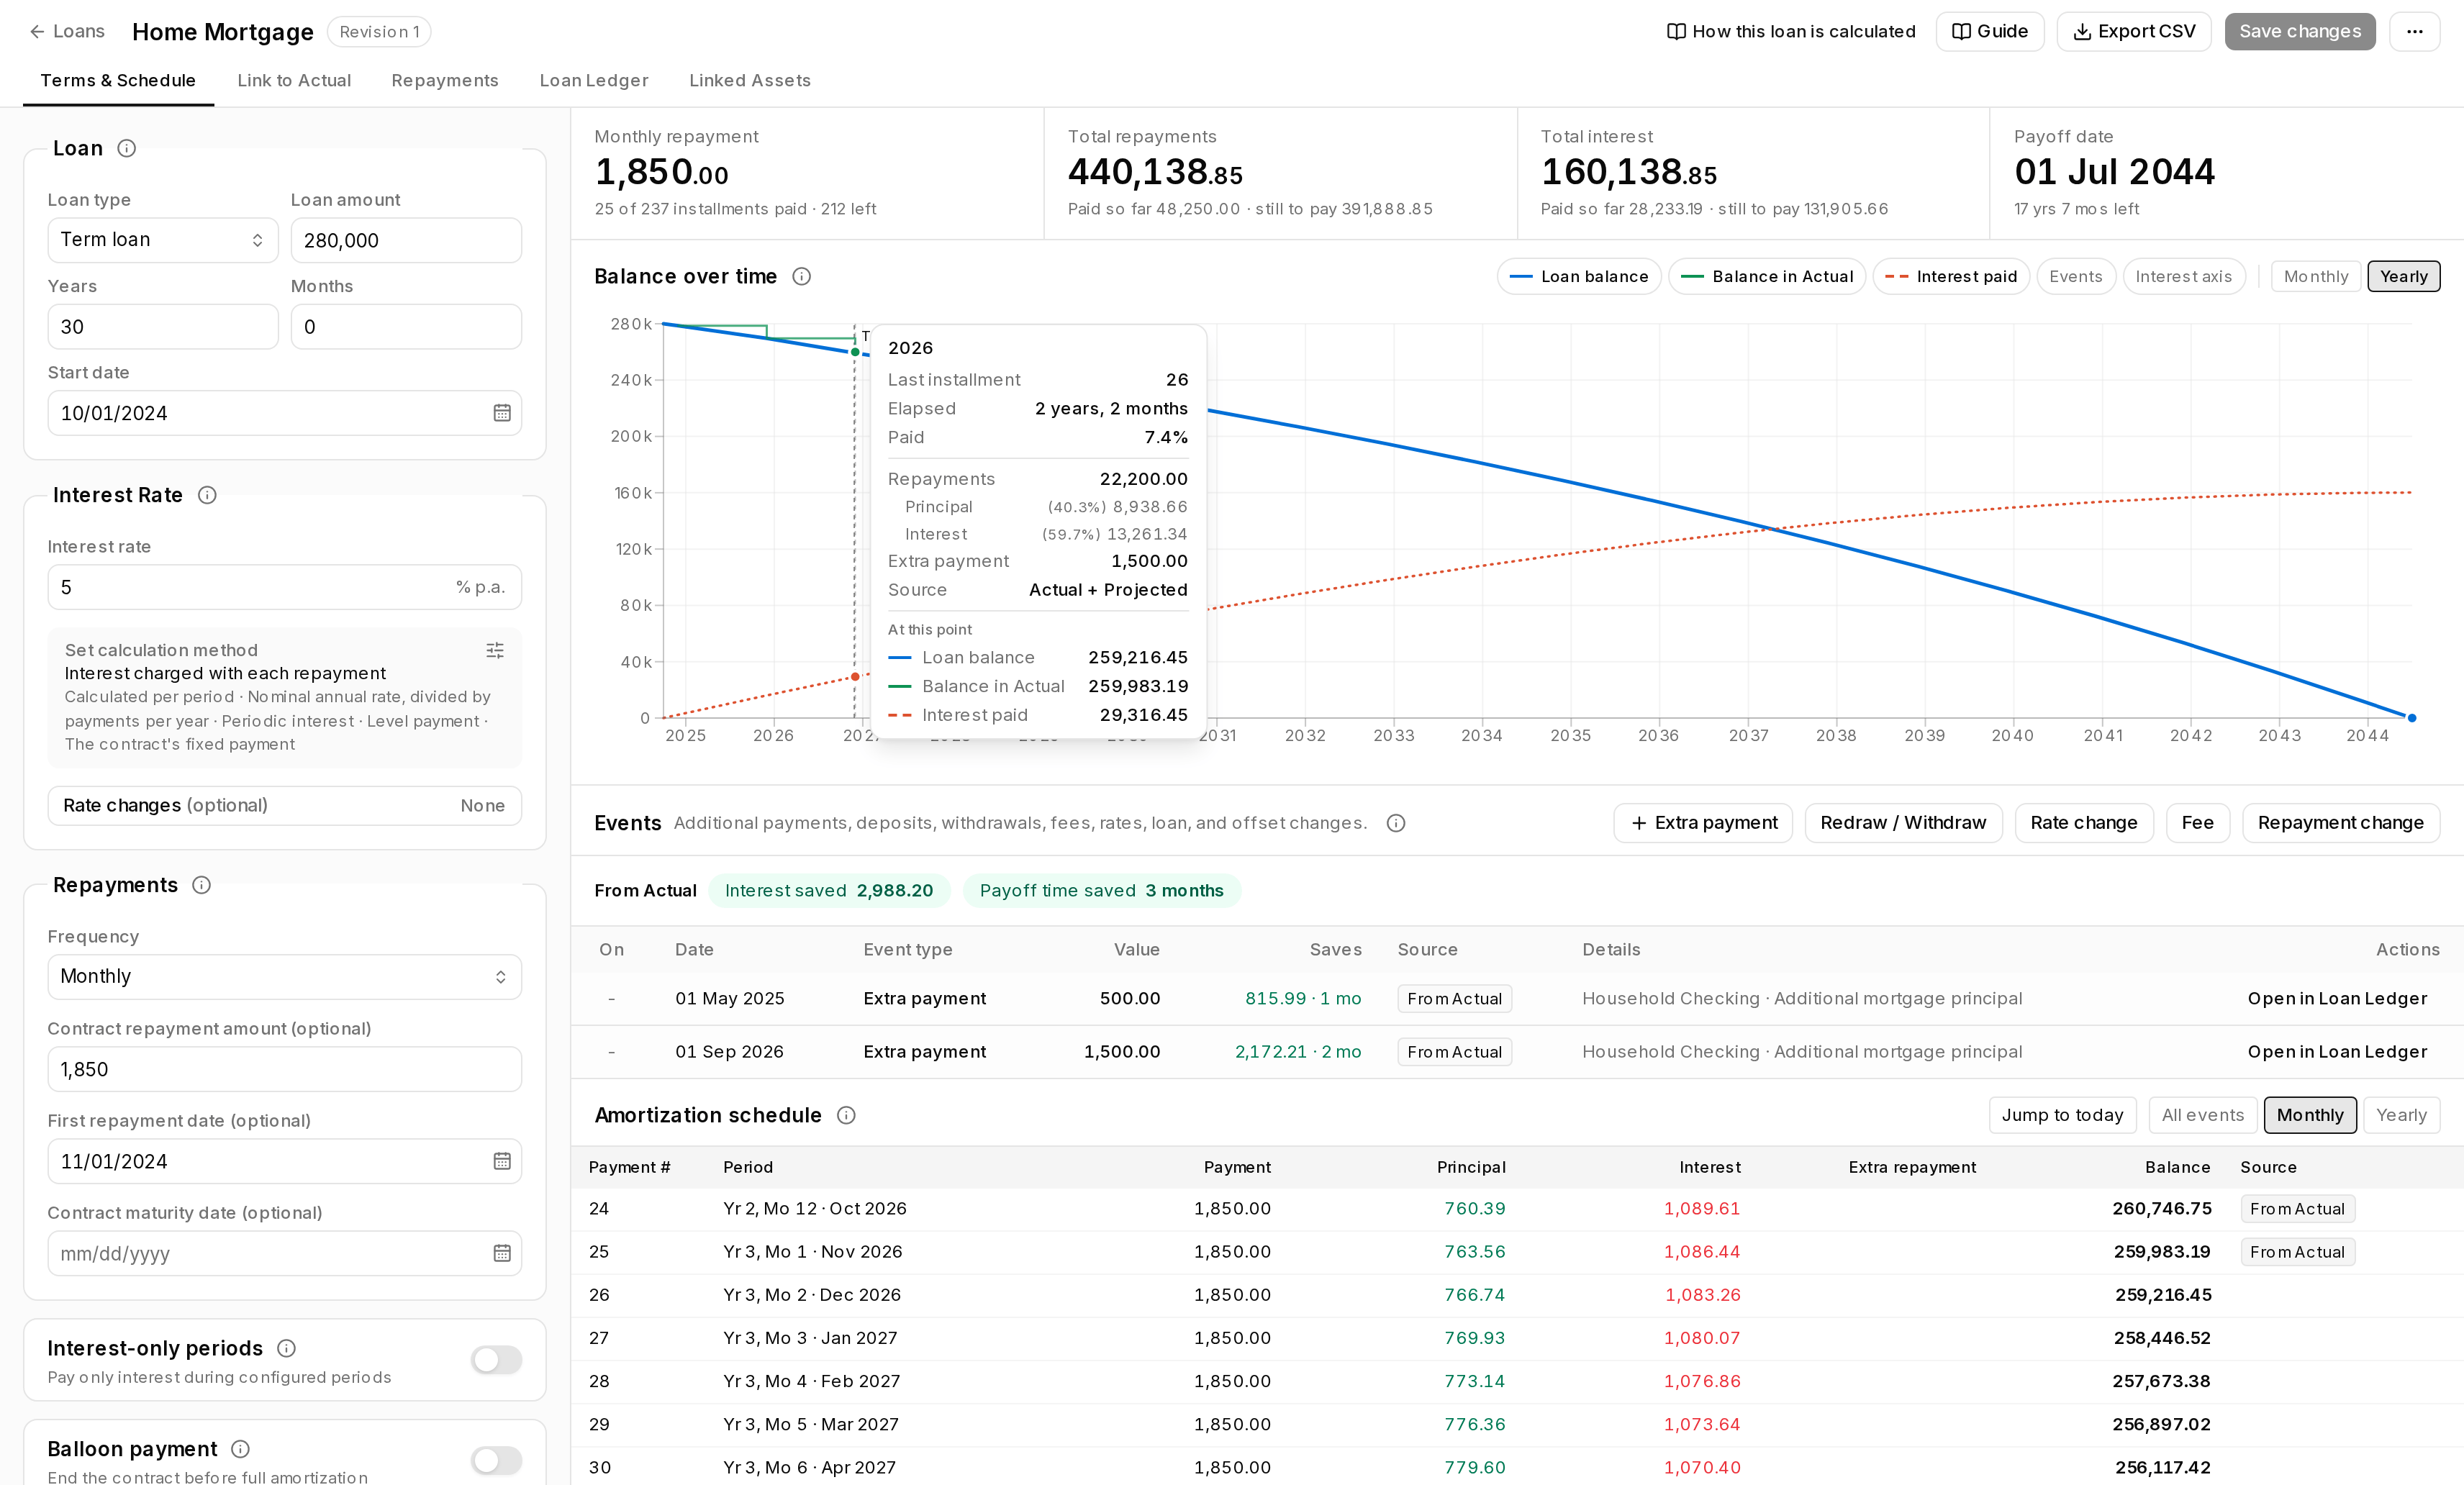 Loans
Home Mortgage
Revision 1
How this loan is calculated
Guide
Export CSV
Save changes
Terms & Schedule
Link to Actual
Repayments
Loan Ledger
Linked Assets
Loan
Loan type
Loan amount
Term loan
280,000
Years
Months
30
0
Start date
10/01/2024
Interest Rate
Interest rate
5
% p.a.
Set calculation method
Interest charged with each repayment
Calculated per period · Nominal annual rate, divided by
payments per year · Periodic interest · Level payment ·
The contract's fixed payment
Rate changes (optional)
None
Repayments
Frequency
Monthly
Contract repayment amount (optional)
1,850
First repayment date (optional)
11/01/2024
Contract maturity date (optional)
mm/dd/yyyy
Interest-only periods
Pay only interest during configured periods
Balloon payment
End the contract before full amortization
Monthly repayment
1,850.00
25 of 237 installments paid · 212 left
Total repayments
440,138.85
Paid so far 48,250.00 · still to pay 391,888.85
Total interest
160,138.85
Paid so far 28,233.19 · still to pay 131,905.66
Payoff date
01 Jul 2044
17 yrs 7 mos left
Balance over time
Loan balance
Balance in Actual
Interest paid
Events
Interest axis
Monthly
Yearly
280k
240k
200k
160k
120k
80k
40k
0
T
2026
Last installment 26
Elapsed 2 years, 2 months
Paid 7.4%
Repayments 22,200.00
Principal (40.3%) 8,938.66
Interest (59.7%) 13,261.34
Extra payment 1,500.00
Source Actual + Projected
At this point
Loan balance 259,216.45
Balance in Actual 259,983.19
Interest paid 29,316.45
2025 2026 2027 2031 2032 2033 2034 2035 2036 2037 2038 2039 2040 2041 2042 2043 2044
Events
Additional payments, deposits, withdrawals, fees, rates, loan, and offset changes.
Extra payment
Redraw / Withdraw
Rate change
Fee
Repayment change
From Actual
Interest saved 2,988.20
Payoff time saved 3 months
On Date Event type Value Saves Source Details Actions
- 01 May 2025 Extra payment 500.00 815.99 · 1 mo From Actual Household Checking · Additional mortgage principal Open in Loan Ledger
- 01 Sep 2026 Extra payment 1,500.00 2,172.21 · 2 mo From Actual Household Checking · Additional mortgage principal Open in Loan Ledger
Amortization schedule
Jump to today
All events
Monthly
Yearly
Payment # Period Payment Principal Interest Extra repayment Balance Source
24 Yr 2, Mo 12 · Oct 2026 1,850.00 760.39 1,089.61 260,746.75 From Actual
25 Yr 3, Mo 1 · Nov 2026 1,850.00 763.56 1,086.44 259,983.19 From Actual
26 Yr 3, Mo 2 · Dec 2026 1,850.00 766.74 1,083.26 259,216.45
27 Yr 3, Mo 3 · Jan 2027 1,850.00 769.93 1,080.07 258,446.52
28 Yr 3, Mo 4 · Feb 2027 1,850.00 773.14 1,076.86 257,673.38
29 Yr 3, Mo 5 · Mar 2027 1,850.00 776.36 1,073.64 256,897.02
30 Yr 3, Mo 6 · Apr 2027 1,850.00 779.60 1,070.40 256,117.42